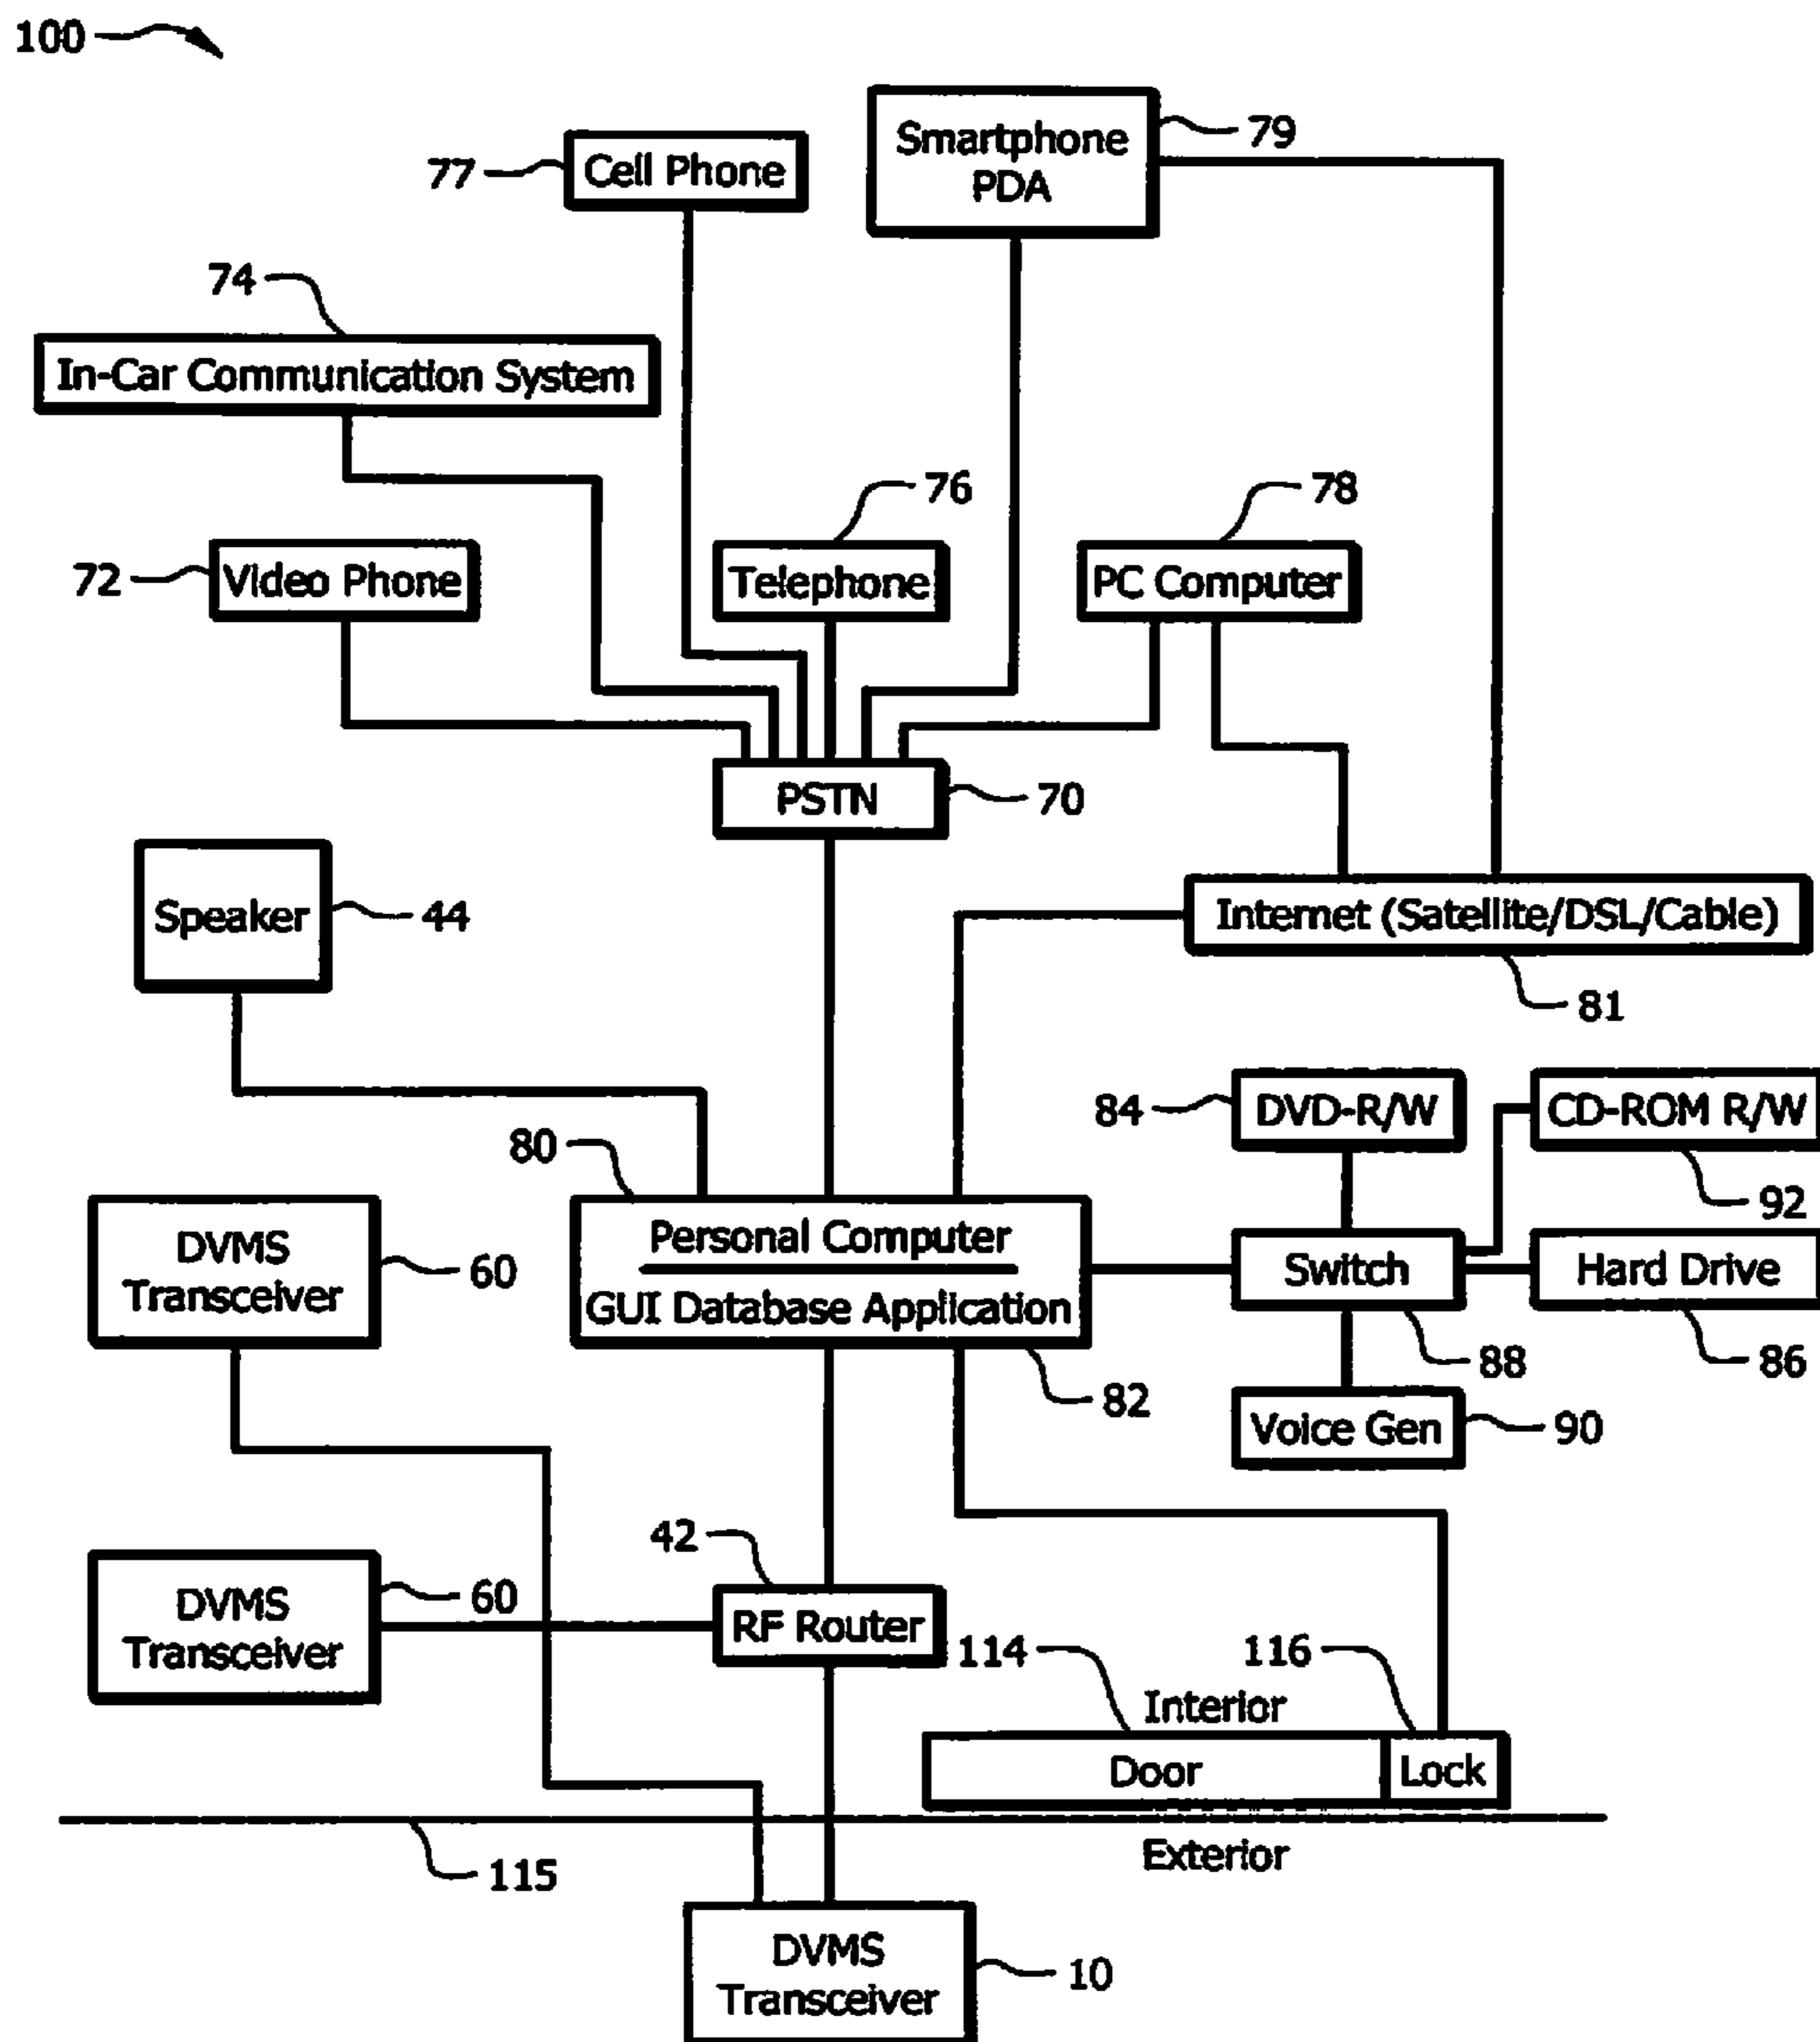 100
Smartphone
PDA
79
77
Cell Phone
74
In-Car Communication System
76
78
72
Video Phone
Telephone
PC Computer
PSTN
70
Speaker
44
Internet (Satellite/DSL/Cable)
81
84
DVD-R/W
CD-ROM R/W
92
80
DVMS
Transceiver
60
Personal Computer
GUI Database Application
82
Switch
88
Hard Drive
86
Voice Gen
90
42
DVMS
Transceiver
60
RF Router
114
116
Interior
Door
Lock
115
Exterior
DVMS
Transceiver
10